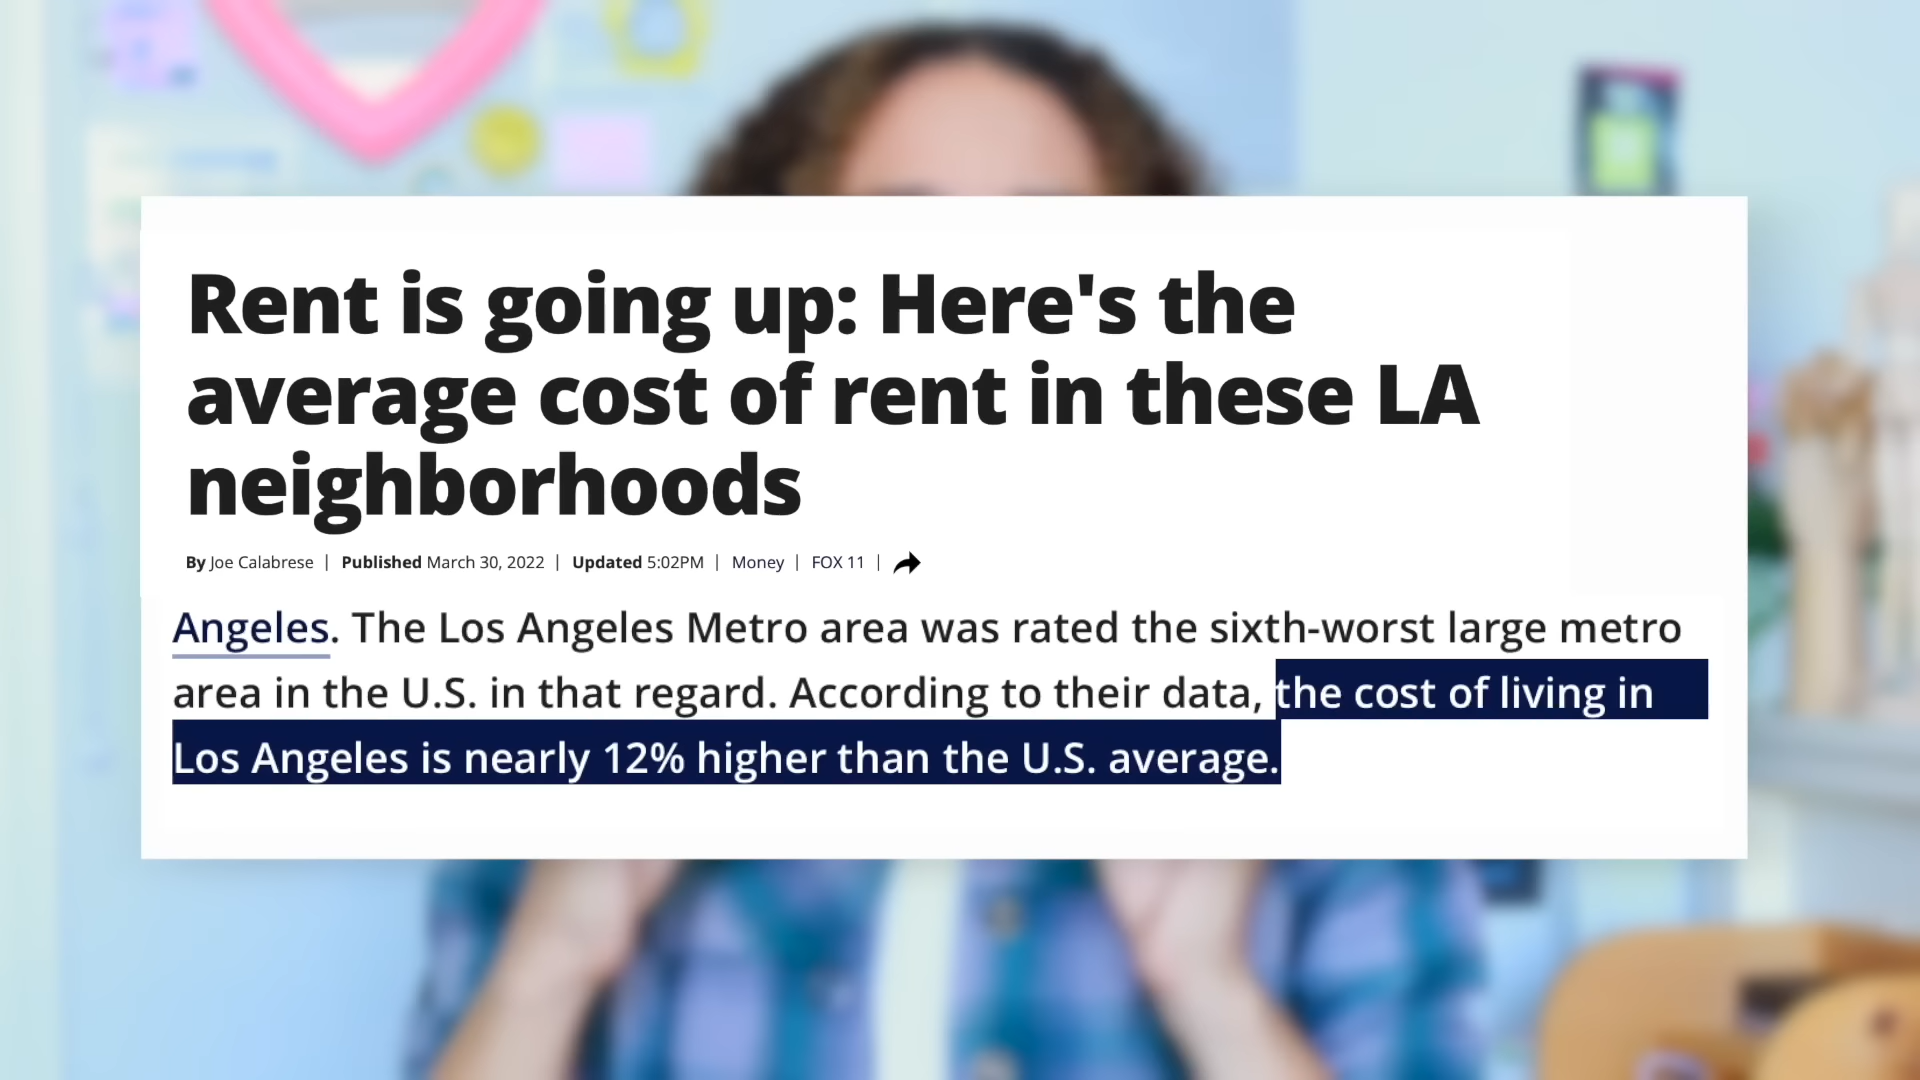 Rent is going up: Here's the
average cost of rent in these LA
neighborhoods
By Joe Calabrese | Published March 30, 2022 | Updated 5:02PM | Money | FOX 11 |
Angeles. The Los Angeles Metro area was rated the sixth-worst large metro
area in the U.S. in that regard. According to their data, the cost of living in
Los Angeles is nearly 12% higher than the U.S. average.